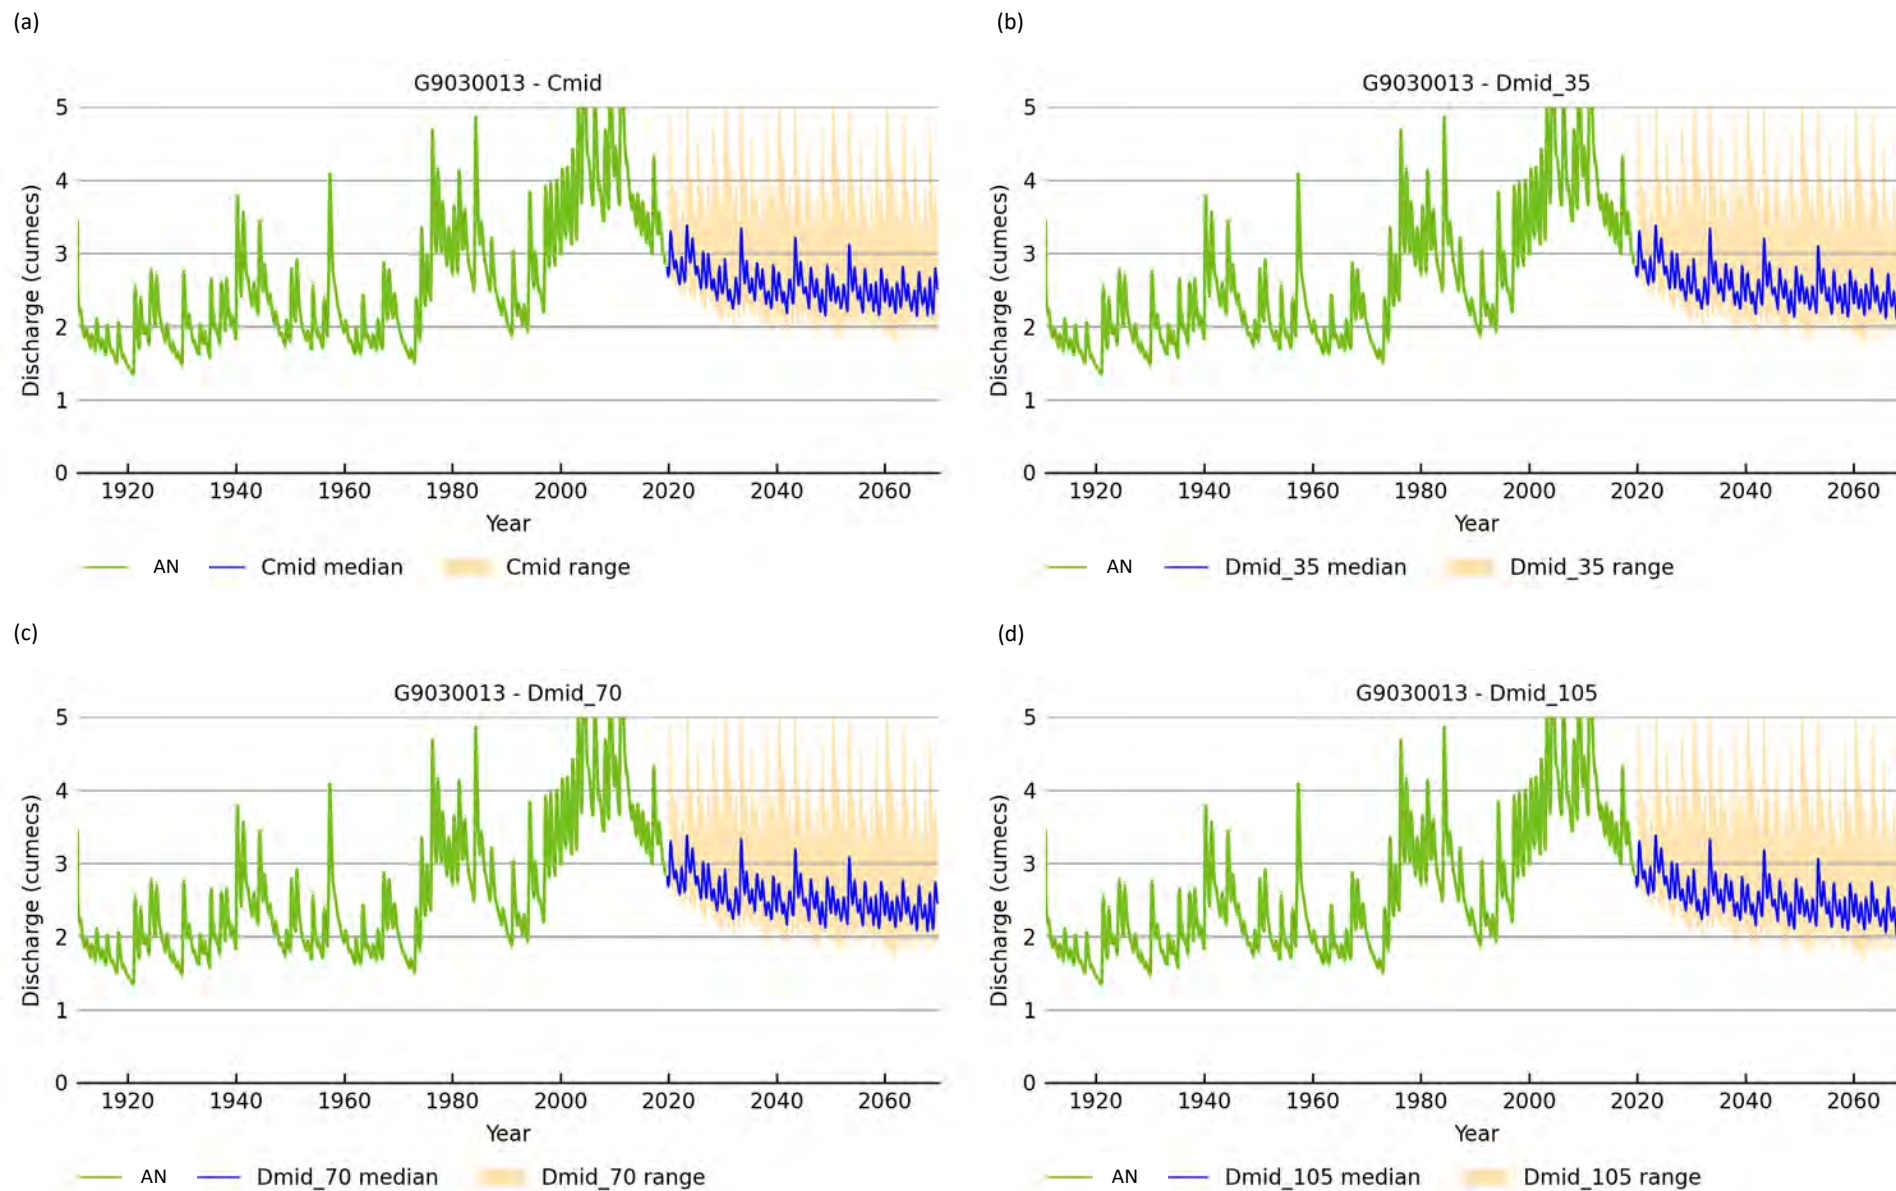 (a)
G9030013 - Cmid
5
4
3
2
1
0
Discharge (cumecs)
1920 1940 1960 1980 2000 2020 2040 2060
Year
AN Cmid median Cmid range
(b)
G9030013 - Dmid_35
5
4
3
2
1
0
Discharge (cumecs)
1920 1940 1960 1980 2000 2020 2040 2060
Year
AN Dmid_35 median Dmid_35 range
(c)
G9030013 - Dmid_70
5
4
3
2
1
0
Discharge (cumecs)
1920 1940 1960 1980 2000 2020 2040 2060
Year
AN Dmid_70 median Dmid_70 range
(d)
G9030013 - Dmid_105
5
4
3
2
1
0
Discharge (cumecs)
1920 1940 1960 1980 2000 2020 2040 2060
Year
AN Dmid_105 median Dmid_105 range